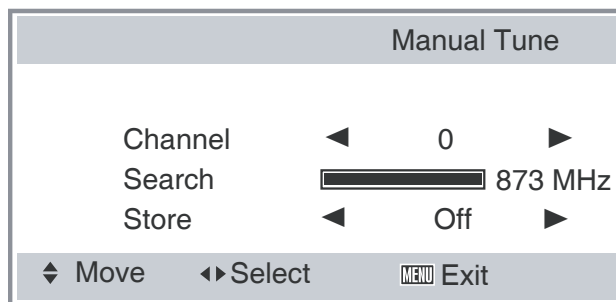 Manual Tune
Channel ◀ 0 ▶
Search 873 MHz
Store ◀ Off ▶
Move Select MENU Exit